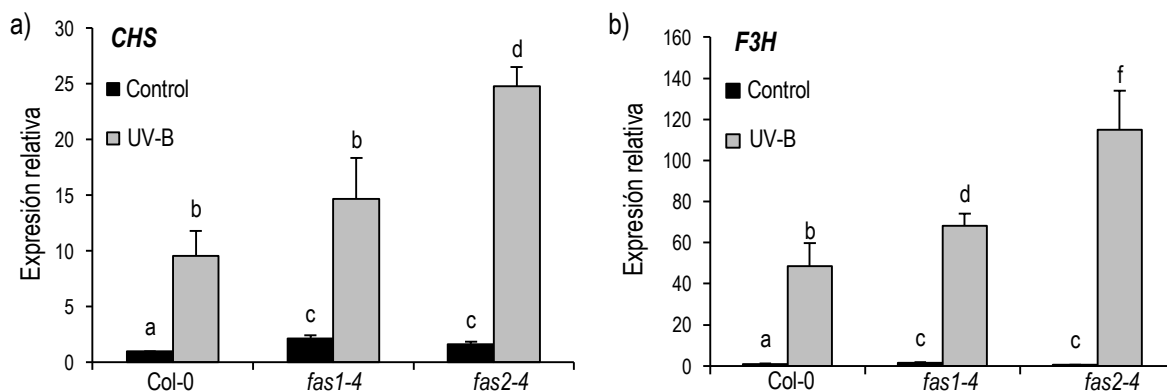 a)
CHS
Control
UV-B
Expresión relativa
30
25
20
15
10
5
0
a
b
c
b
c
d
Col-0
fas1-4
fas2-4
b)
F3H
Control
UV-B
Expresión relativa
160
140
120
100
80
60
40
20
0
a
b
c
d
c
f
Col-0
fas1-4
fas2-4